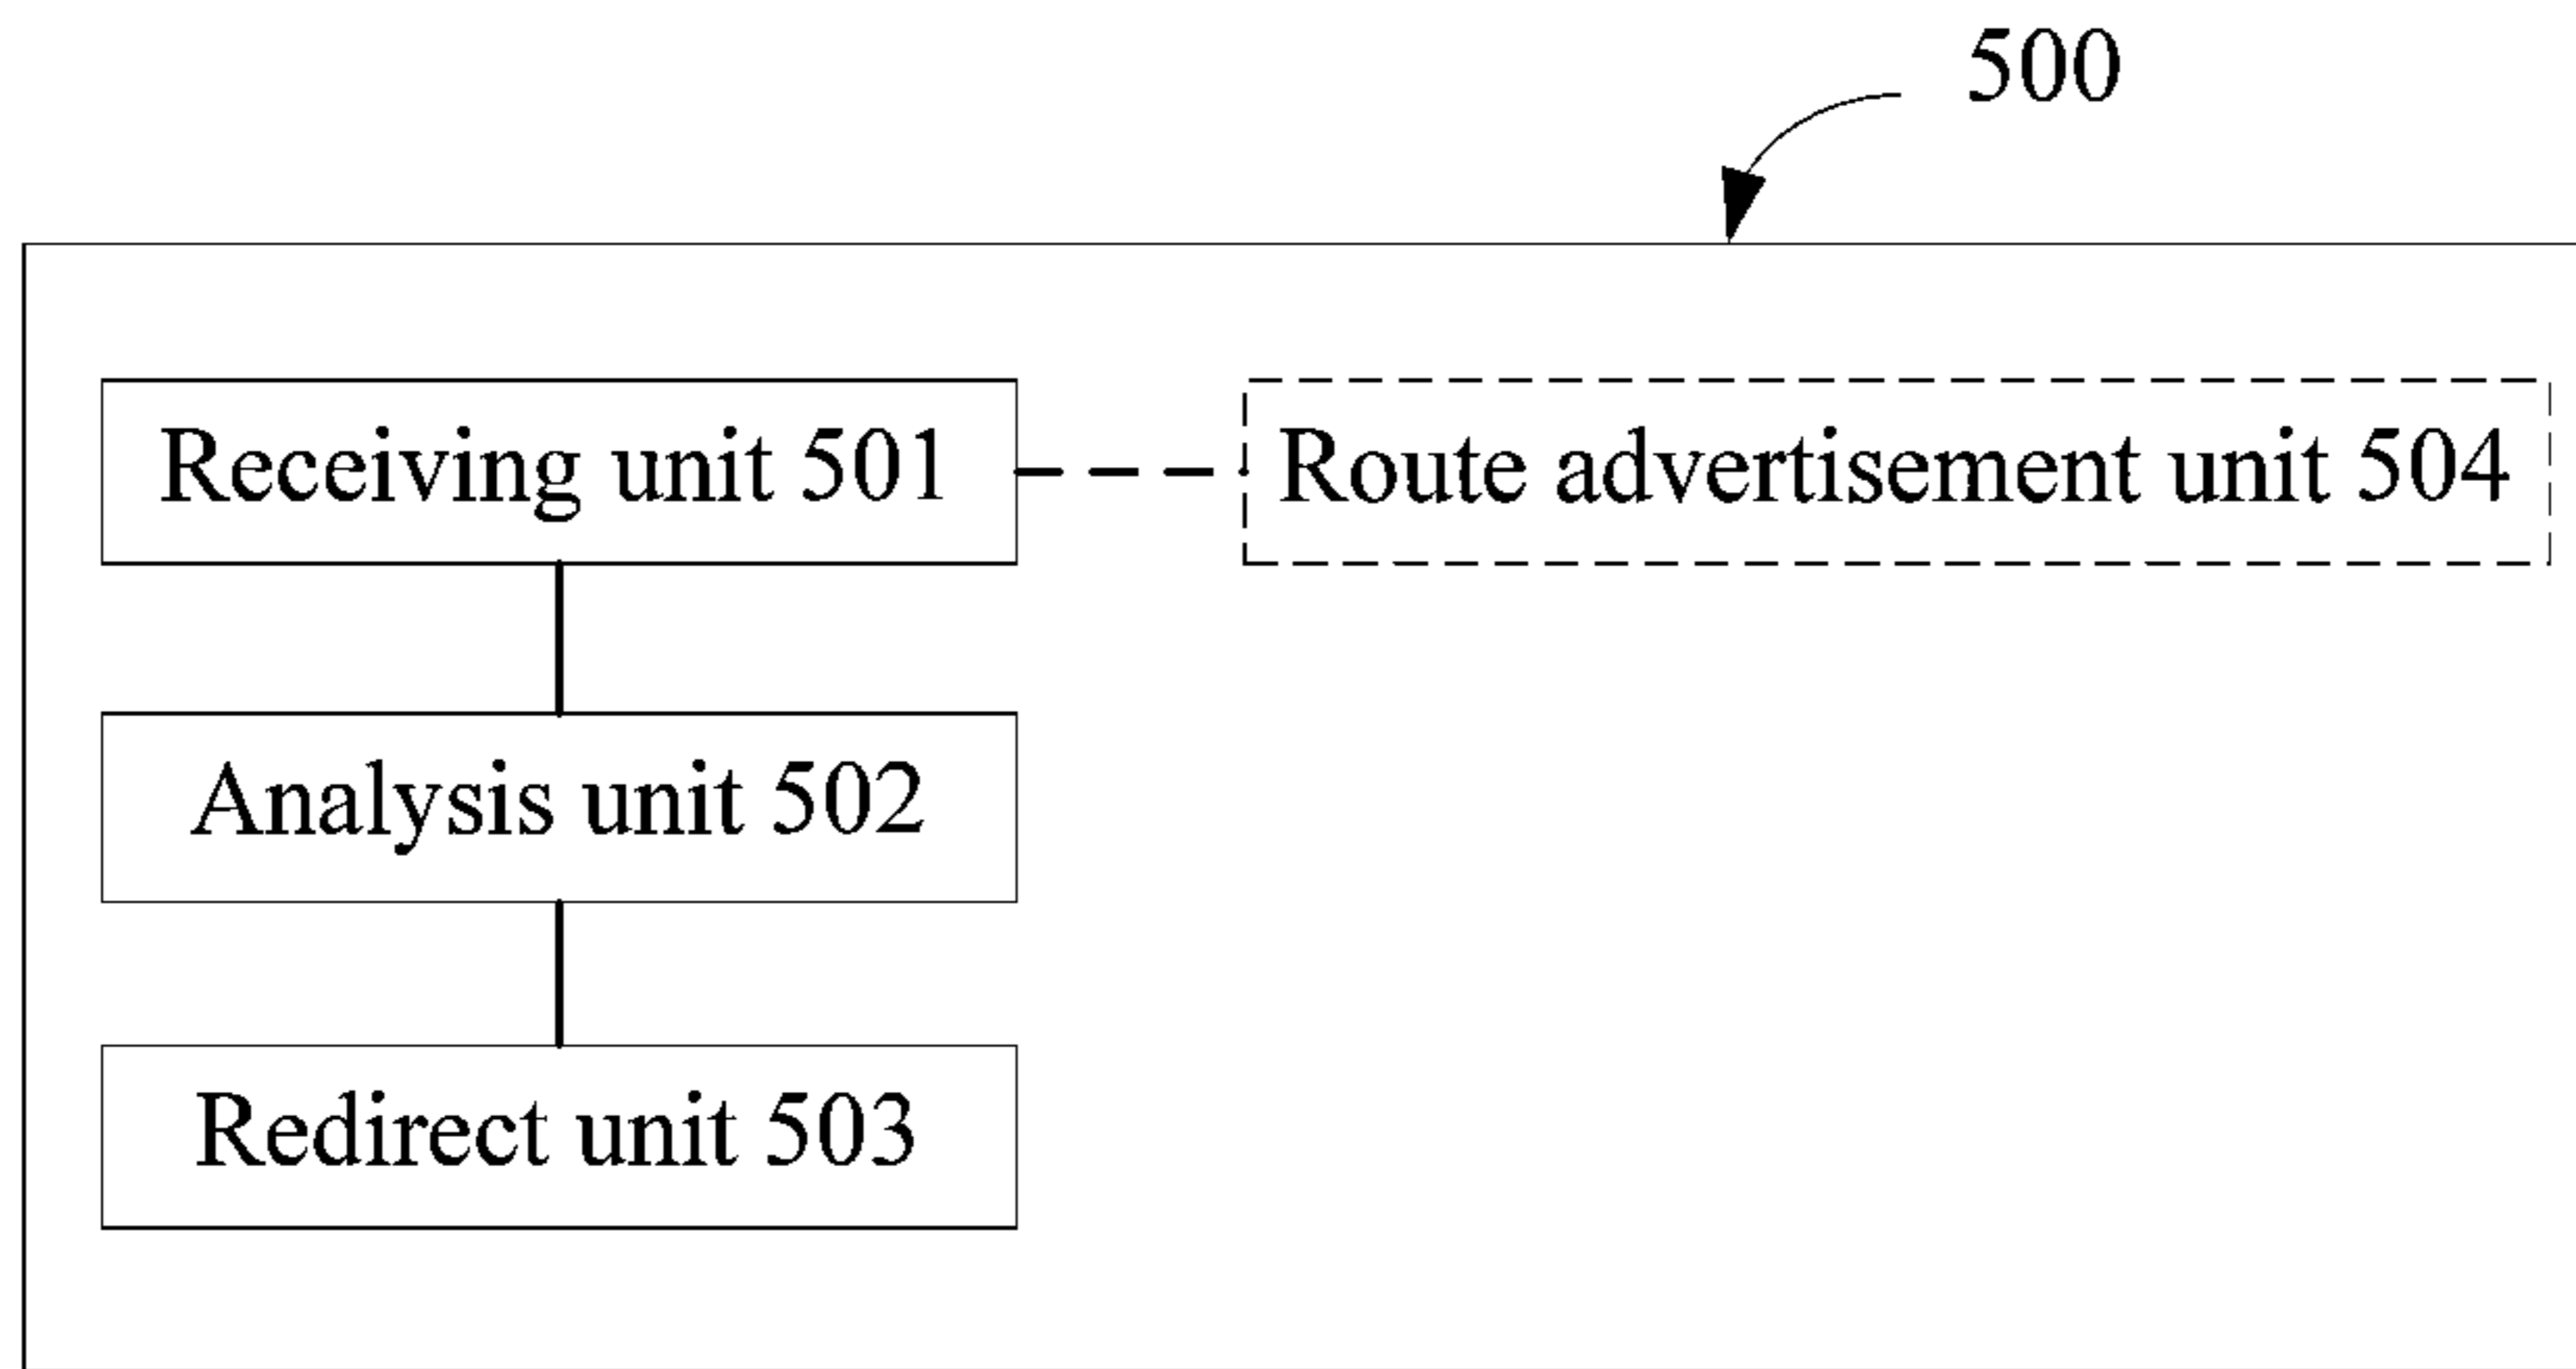 500
Receiving unit 501
Route advertisement unit 504
Analysis unit 502
Redirect unit 503